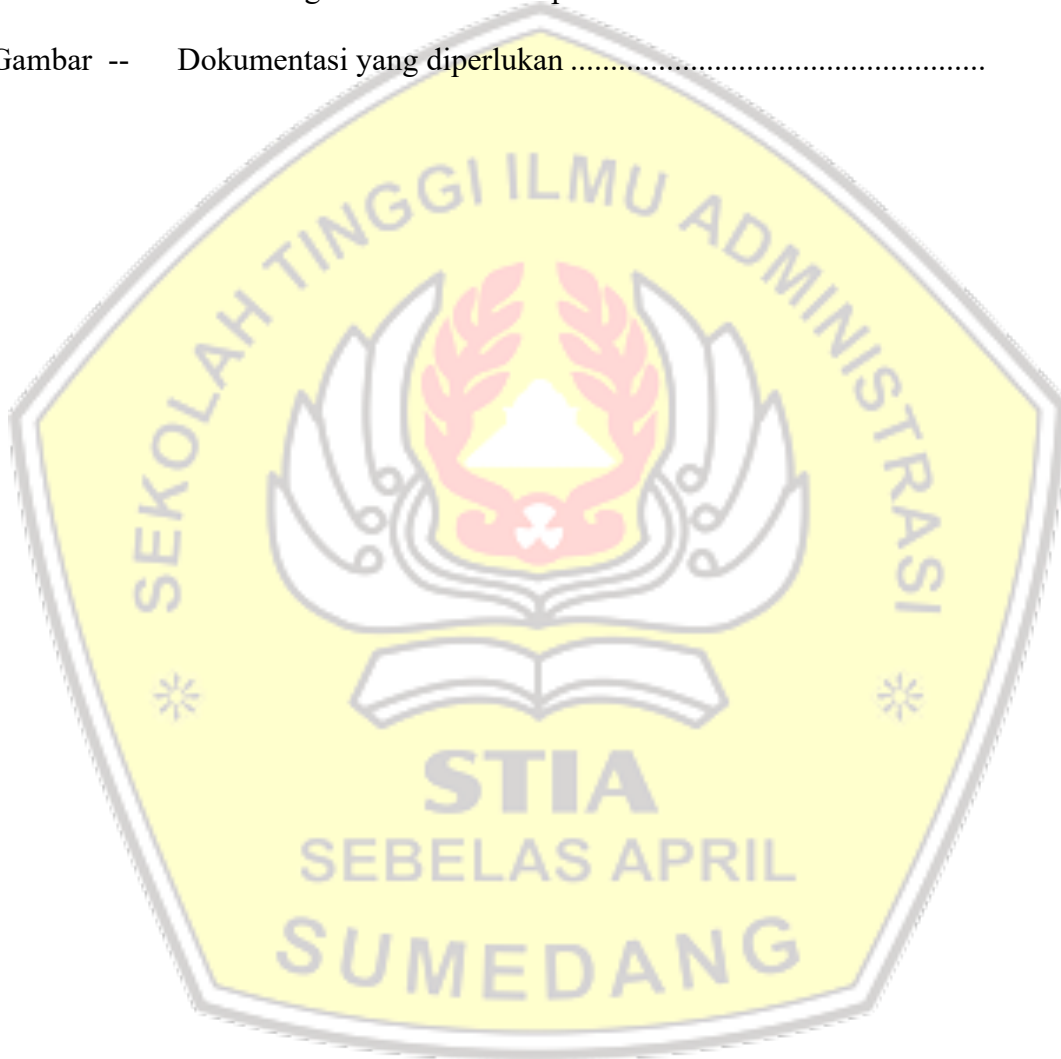 Gambar -- Dokumentasi yang diperlukan ....................................................
SEKOLAH TINGGI ILMU ADMINISTRASI
STIA
SEBELAS APRIL
SUMEDANG